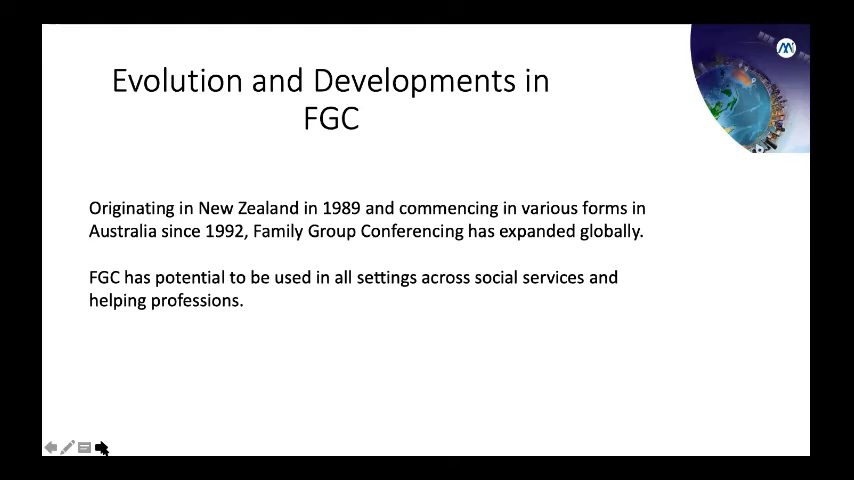 Evolution and Developments in
FGC
Originating in New Zealand in 1989 and commencing in various forms in
Australia since 1992, Family Group Conferencing has expanded globally.
FGC has potential to be used in all settings across social services and
helping professions.